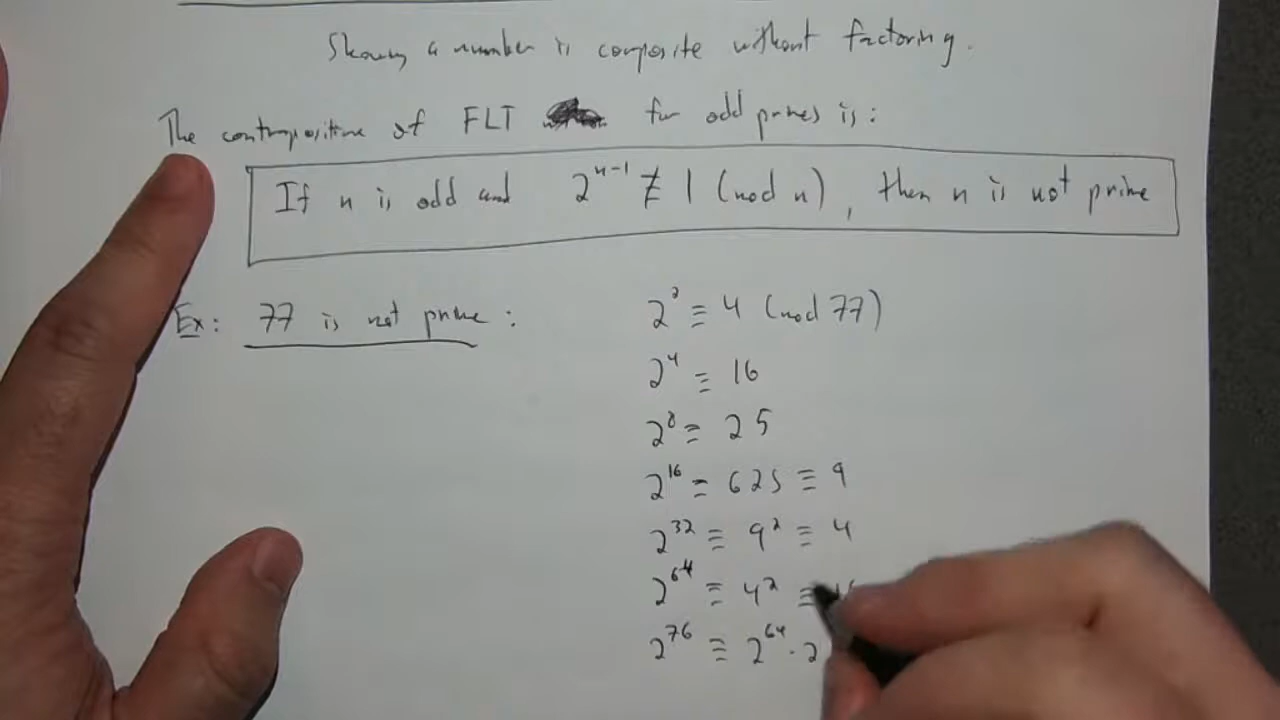 Showing a number is composite without factoring.
The contrapositive of FLT for odd primes is:
If n is odd and 2^{n-1} ≢ 1 (mod n), then n is not prime
Ex: 77 is not prime:
2^2 ≡ 4 (mod 77)
2^4 ≡ 16
2^8 ≡ 25
2^16 ≡ 625 ≡ 9
2^32 ≡ 9^2 ≡ 4
2^64 ≡ 4^2 ≡
2^76 ≡ 2^64 · 2